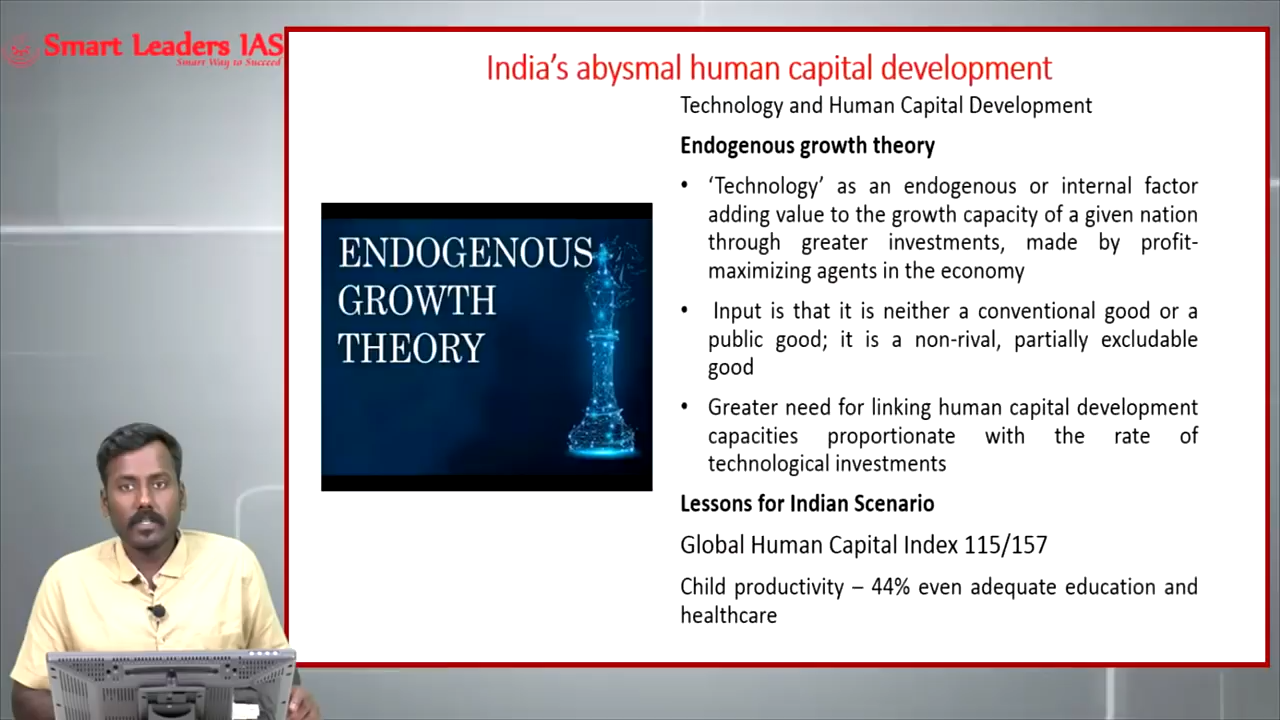 Smart Leaders IAS
Smart Way to Succeed
India’s abysmal human capital development
Technology and Human Capital Development
Endogenous growth theory
• ‘Technology’ as an endogenous or internal factor
adding value to the growth capacity of a given nation
through greater investments, made by profit-
maximizing agents in the economy
• Input is that it is neither a conventional good or a
public good; it is a non-rival, partially excludable
good
• Greater need for linking human capital development
capacities proportionate with the rate of
technological investments
Lessons for Indian Scenario
Global Human Capital Index 115/157
Child productivity – 44% even adequate education and
healthcare
ENDOGENOUS
GROWTH
THEORY